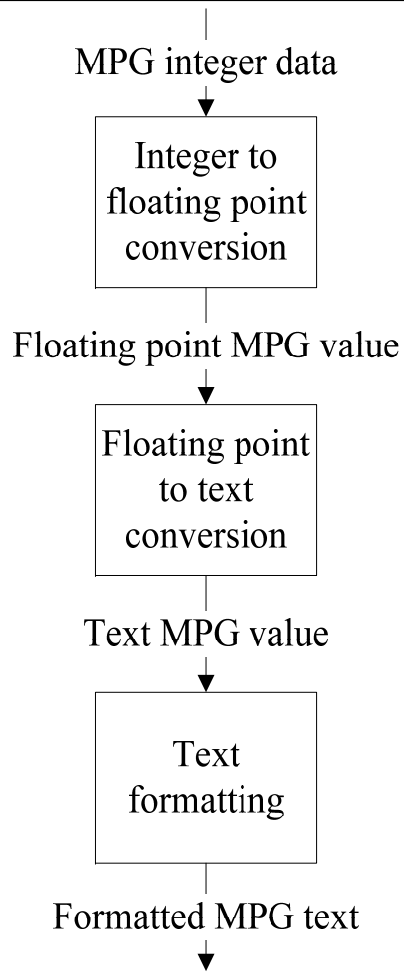 MPG integer data
Integer to
floating point
conversion
Floating point MPG value
Floating point
to text
conversion
Text MPG value
Text
formatting
Formatted MPG text